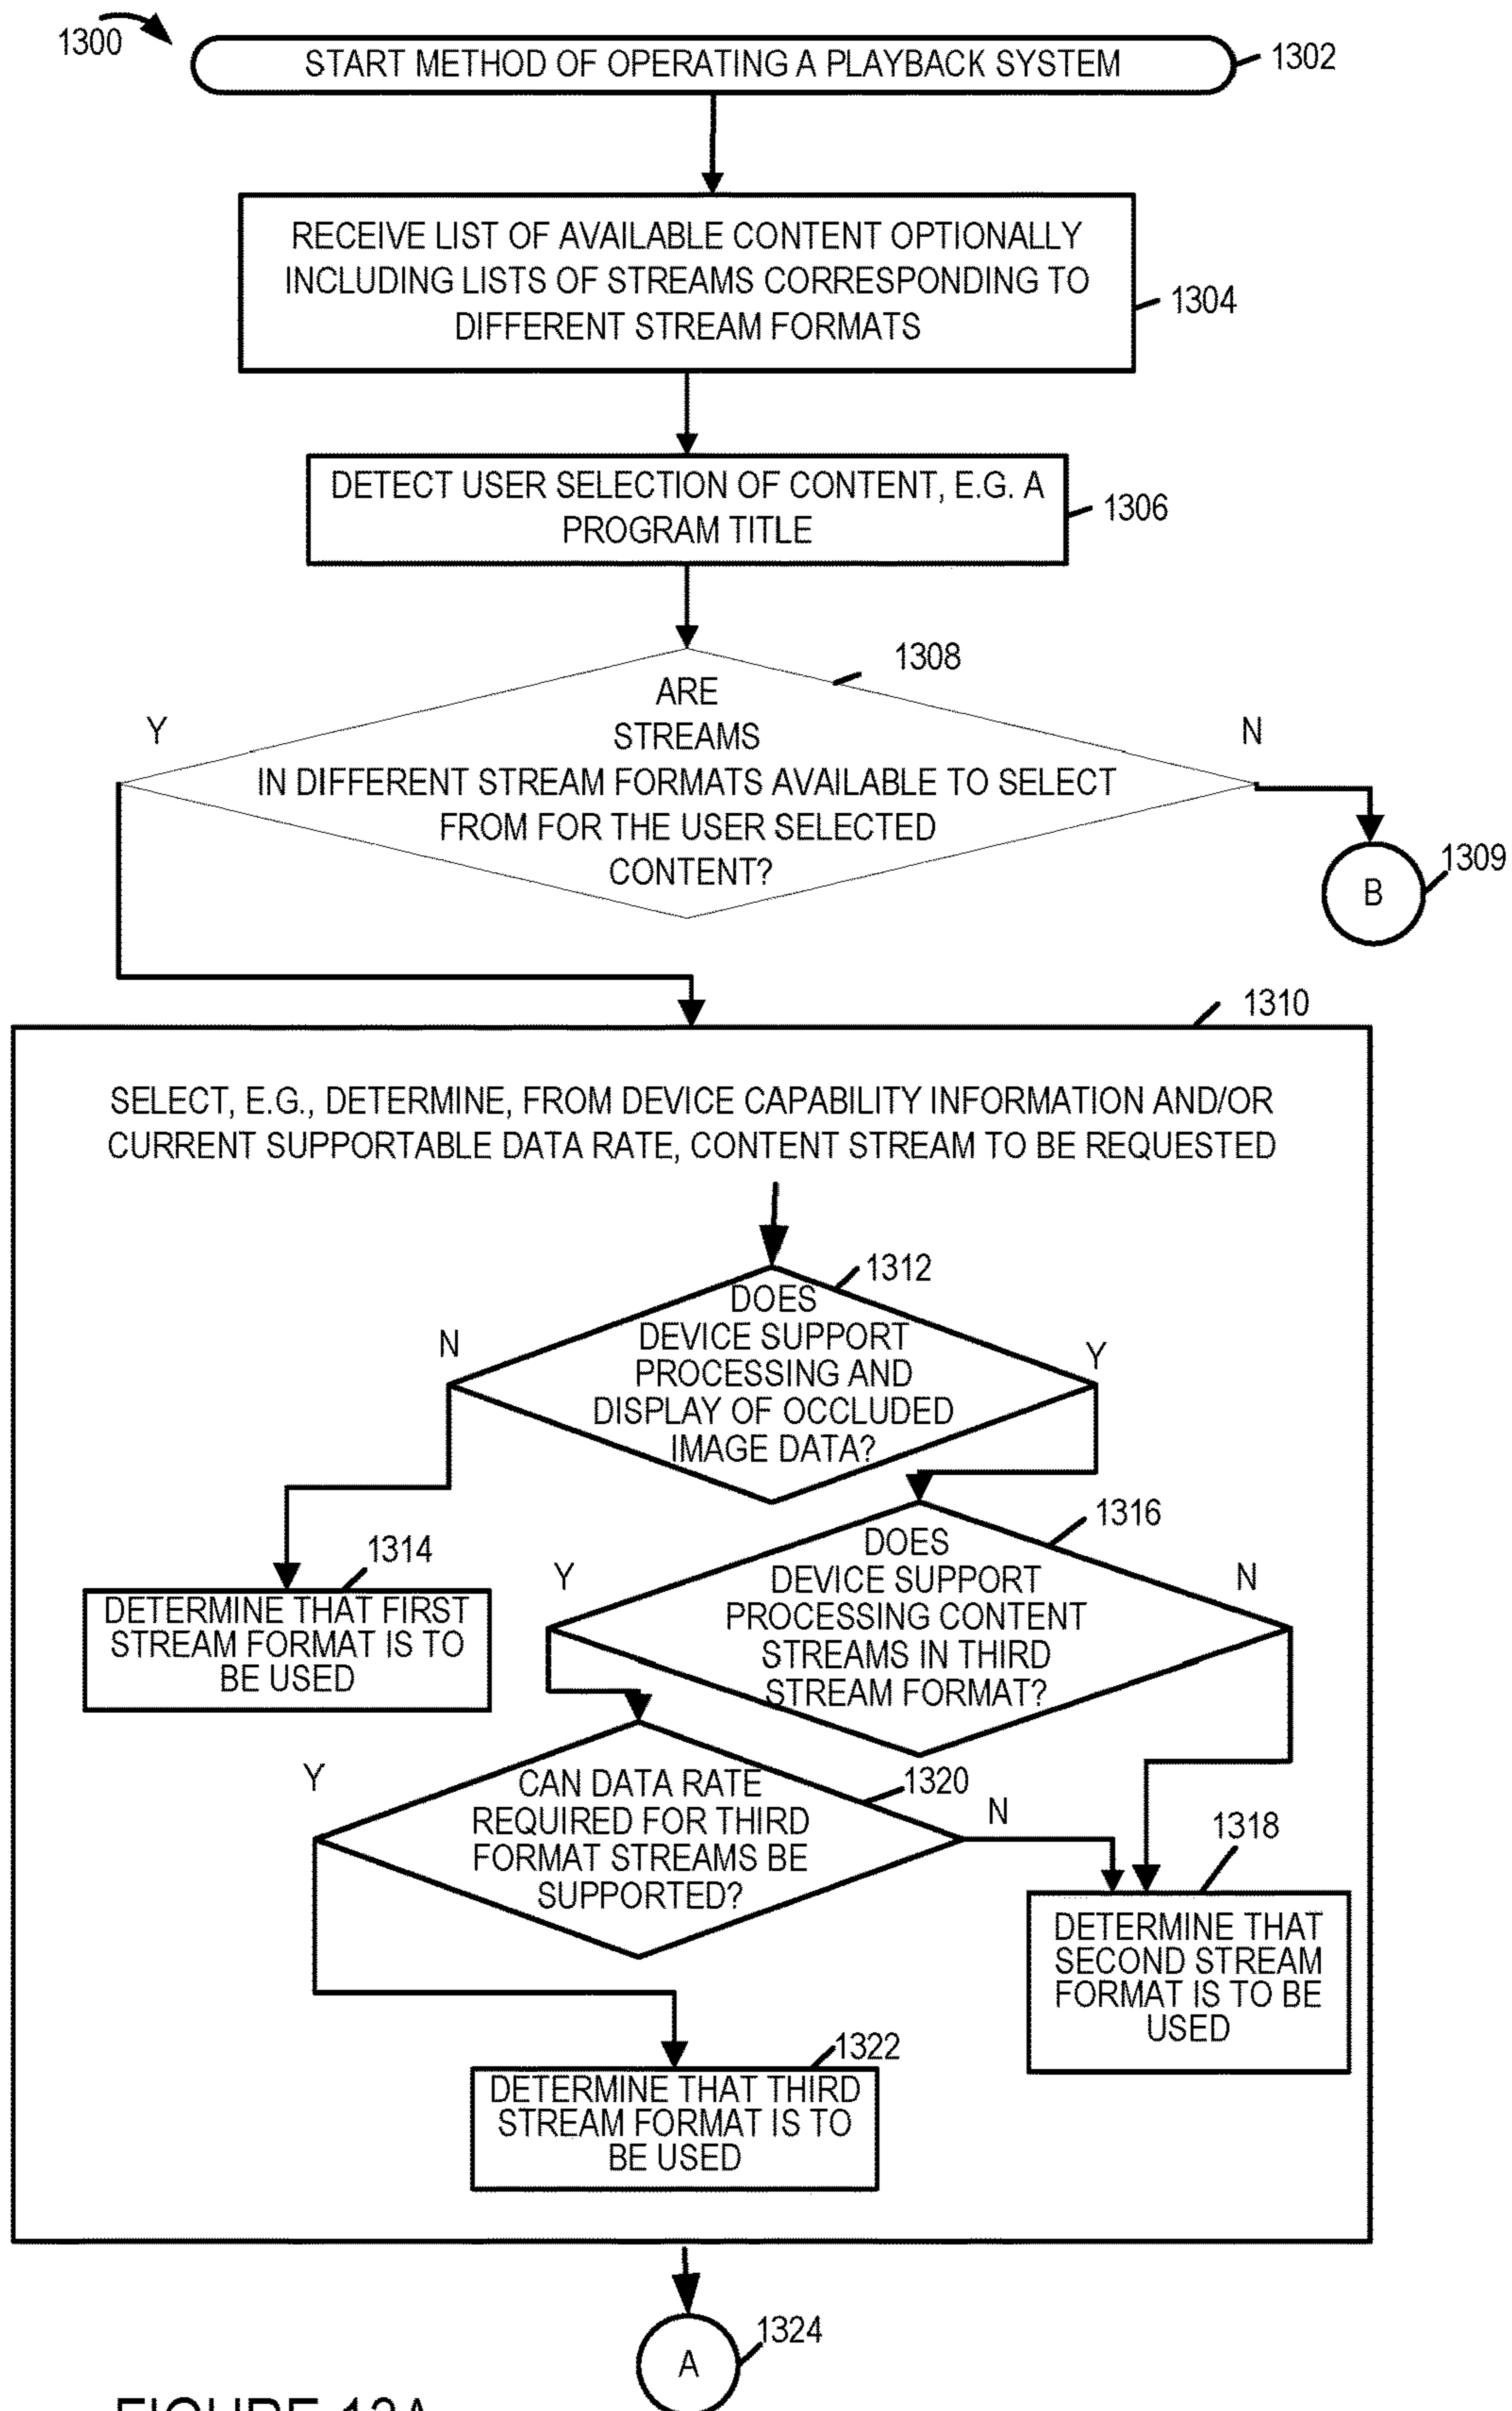 1300
START METHOD OF OPERATING A PLAYBACK SYSTEM
1302
RECEIVE LIST OF AVAILABLE CONTENT OPTIONALLY
INCLUDING LISTS OF STREAMS CORRESPONDING TO
DIFFERENT STREAM FORMATS
1304
DETECT USER SELECTION OF CONTENT, E.G. A
PROGRAM TITLE
1306
1308
Y
N
ARE
STREAMS
IN DIFFERENT STREAM FORMATS AVAILABLE TO SELECT
FROM FOR THE USER SELECTED
CONTENT?
1309
B
1310
SELECT, E.G., DETERMINE, FROM DEVICE CAPABILITY INFORMATION AND/OR
CURRENT SUPPORTABLE DATA RATE, CONTENT STREAM TO BE REQUESTED
1312
N
Y
DOES
DEVICE SUPPORT
PROCESSING AND
DISPLAY OF OCCLUDED
IMAGE DATA?
1314
DETERMINE THAT FIRST
STREAM FORMAT IS TO
BE USED
1316
Y
N
DOES
DEVICE SUPPORT
PROCESSING CONTENT
STREAMS IN THIRD
STREAM FORMAT?
Y
1320
N
CAN DATA RATE
REQUIRED FOR THIRD
FORMAT STREAMS BE
SUPPORTED?
1318
DETERMINE THAT
SECOND STREAM
FORMAT IS TO BE
USED
1322
DETERMINE THAT THIRD
STREAM FORMAT IS TO
BE USED
1324
A
FIGURE 13A